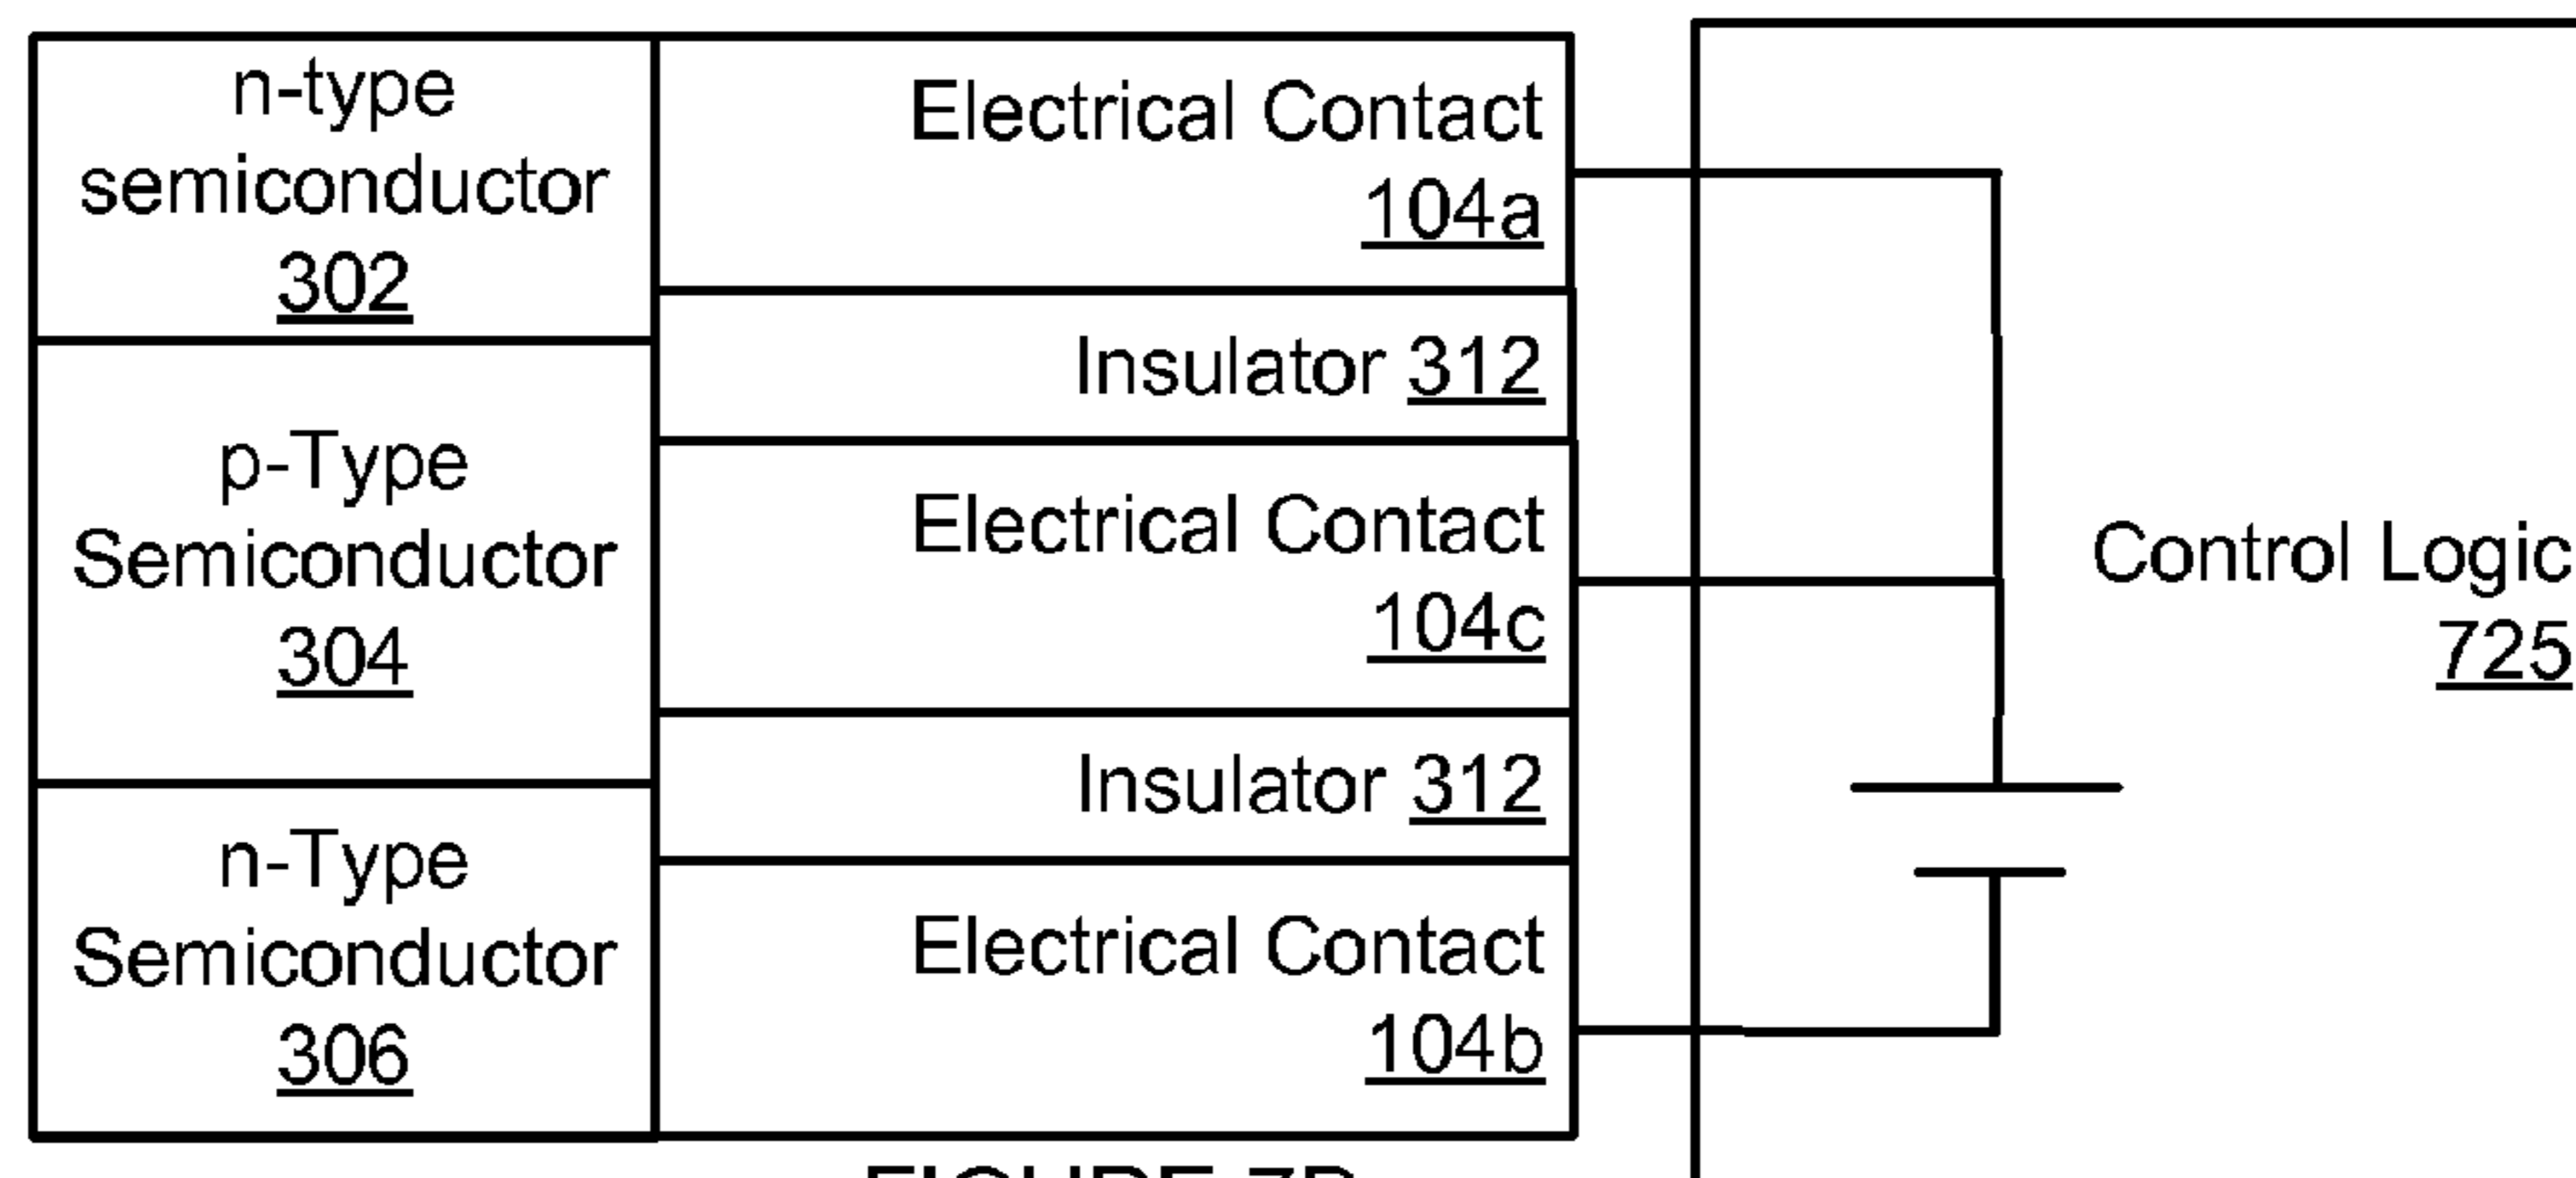 n-type
semiconductor
302
Electrical Contact
104a
Insulator 312
p-Type
Semiconductor
304
Electrical Contact
104c
Control Logic
725
Insulator 312
n-Type
Semiconductor
306
Electrical Contact
104b